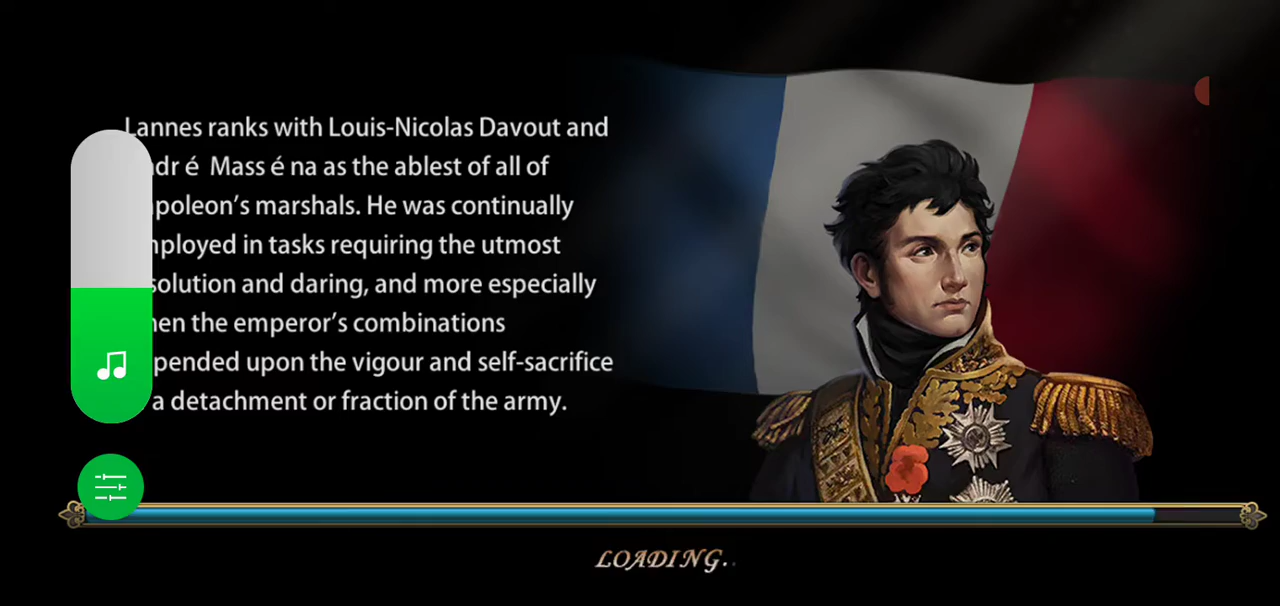 Lannes ranks with Louis-Nicolas Davout and
Mass é na as the ablest of all of
marshals. He was continually
in tasks requiring the utmost
and daring, and more especially
the emperor's combinations
upon the vigour and self-sacrifice
a detachment or fraction of the army.
LOADING..